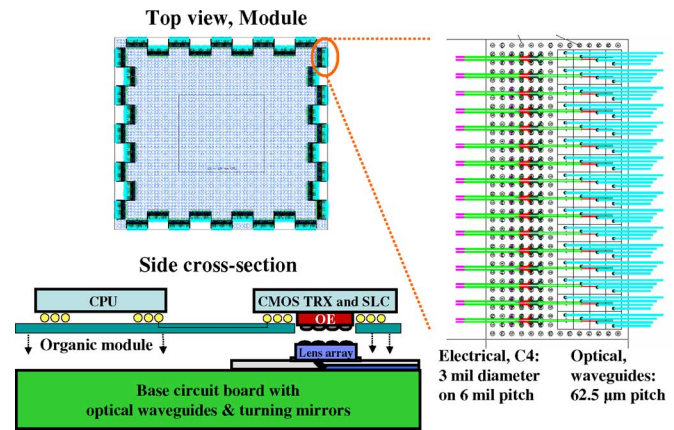 Top view, Module
Side cross-section
CPU
CMOS TRX and SLC
OE
Organic module
Lens array
Base circuit board with
optical waveguides & turning mirrors
Electrical, C4:
3 mil diameter
on 6 mil pitch
Optical,
waveguides:
62.5 μm pitch